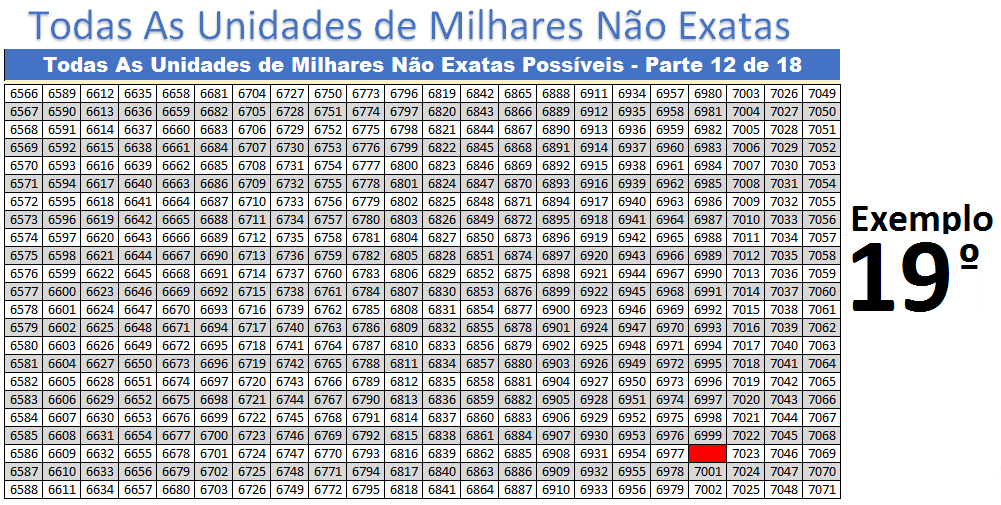 Todas As Unidades de Milhares Não Exatas
Todas As Unidades de Milhares Não Exatas Possíveis - Parte 12 de 18
6566 6589 6612 6635 6658 6681 6704 6727 6750 6773 6796 6819 6842 6865 6888 6911 6934 6957 6980 7003 7026 7049
6567 6590 6613 6636 6659 6682 6705 6728 6751 6774 6797 6820 6843 6866 6889 6912 6935 6958 6981 7004 7027 7050
6568 6591 6614 6637 6660 6683 6706 6729 6752 6775 6798 6821 6844 6867 6890 6913 6936 6959 6982 7005 7028 7051
6569 6592 6615 6638 6661 6684 6707 6730 6753 6776 6799 6822 6845 6868 6891 6914 6937 6960 6983 7006 7029 7052
6570 6593 6616 6639 6662 6685 6708 6731 6754 6777 6800 6823 6846 6869 6892 6915 6938 6961 6984 7007 7030 7053
6571 6594 6617 6640 6663 6686 6709 6732 6755 6778 6801 6824 6847 6870 6893 6916 6939 6962 6985 7008 7031 7054
6572 6595 6618 6641 6664 6687 6710 6733 6756 6779 6802 6825 6848 6871 6894 6917 6940 6963 6986 7009 7032 7055
6573 6596 6619 6642 6665 6688 6711 6734 6757 6780 6803 6826 6849 6872 6895 6918 6941 6964 6987 7010 7033 7056
6574 6597 6620 6643 6666 6689 6712 6735 6758 6781 6804 6827 6850 6873 6896 6919 6942 6965 6988 7011 7034 7057
6575 6598 6621 6644 6667 6690 6713 6736 6759 6782 6805 6828 6851 6874 6897 6920 6943 6966 6989 7012 7035 7058
6576 6599 6622 6645 6668 6691 6714 6737 6760 6783 6806 6829 6852 6875 6898 6921 6944 6967 6990 7013 7036 7059
6577 6600 6623 6646 6669 6692 6715 6738 6761 6784 6807 6830 6853 6876 6899 6922 6945 6968 6991 7014 7037 7060
6578 6601 6624 6647 6670 6693 6716 6739 6762 6785 6808 6831 6854 6877 6900 6923 6946 6969 6992 7015 7038 7061
6579 6602 6625 6648 6671 6694 6717 6740 6763 6786 6809 6832 6855 6878 6901 6924 6947 6970 6993 7016 7039 7062
6580 6603 6626 6649 6672 6695 6718 6741 6764 6787 6810 6833 6856 6879 6902 6925 6948 6971 6994 7017 7040 7063
6581 6604 6627 6650 6673 6696 6719 6742 6765 6788 6811 6834 6857 6880 6903 6926 6949 6972 6995 7018 7041 7064
6582 6605 6628 6651 6674 6697 6720 6743 6766 6789 6812 6835 6858 6881 6904 6927 6950 6973 6996 7019 7042 7065
6583 6606 6629 6652 6675 6698 6721 6744 6767 6790 6813 6836 6859 6882 6905 6928 6951 6974 6997 7020 7043 7066
6584 6607 6630 6653 6676 6699 6722 6745 6768 6791 6814 6837 6860 6883 6906 6929 6952 6975 6998 7021 7044 7067
6585 6608 6631 6654 6677 6700 6723 6746 6769 6792 6815 6838 6861 6884 6907 6930 6953 6976 6999 7022 7045 7068
6586 6609 6632 6655 6678 6701 6724 6747 6770 6793 6816 6839 6862 6885 6908 6931 6954 6977 7023 7046 7069
6587 6610 6633 6656 6679 6702 6725 6748 6771 6794 6817 6840 6863 6886 6909 6932 6955 6978 7001 7024 7047 7070
6588 6611 6634 6657 6680 6703 6726 6749 6772 6795 6818 6841 6864 6887 6910 6933 6956 6979 7002 7025 7048 7071
Exemplo
19º